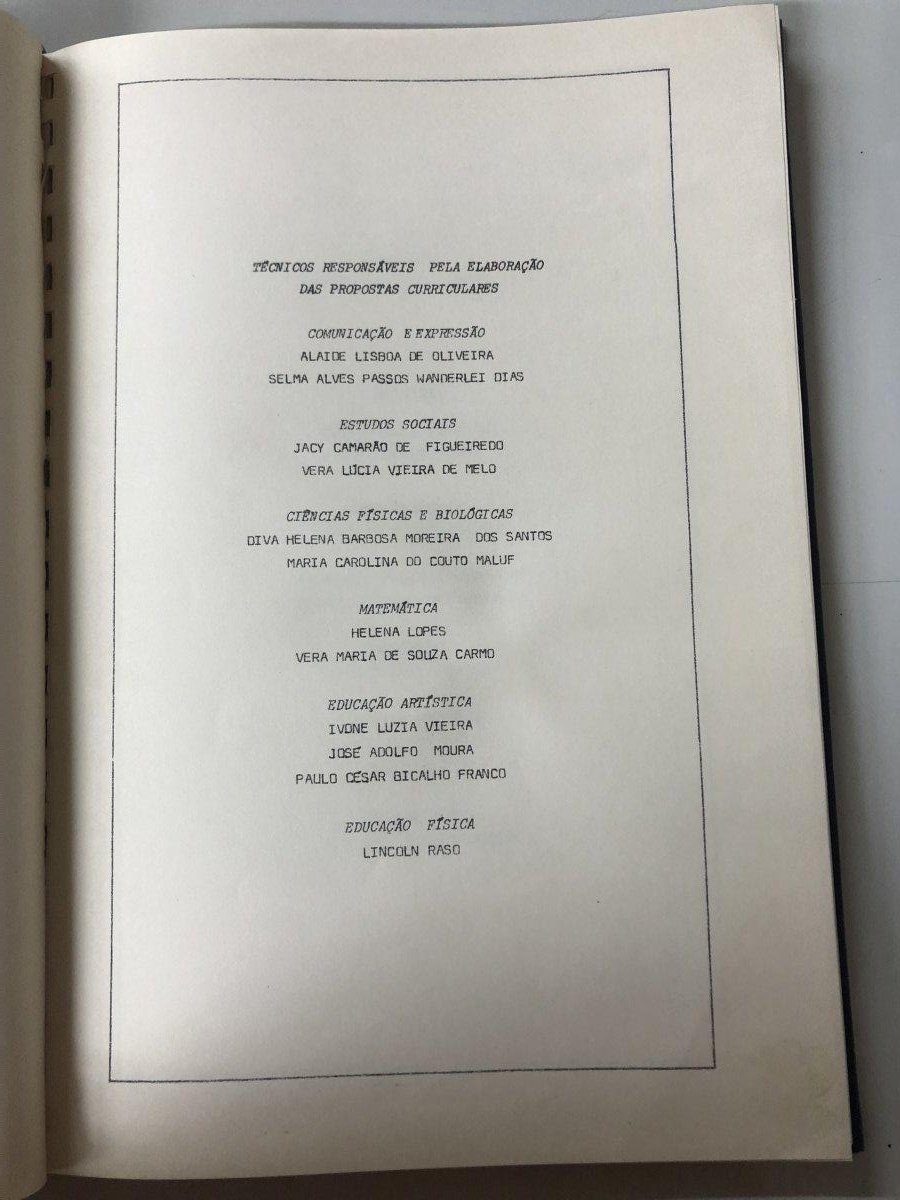 TÉCNICOS RESPONSÁVEIS PELA ELABORAÇÃO
DAS PROPOSTAS CURRICULARES
COMUNICAÇÃO E EXPRESSÃO
ALAIDE LISBOA DE OLIVEIRA
SELMA ALVES PASSOS WANDERLEI DIAS
ESTUDOS SOCIAIS
JACY CAMARÃO DE FIGUEIREDO
VERA LÚCIA VIEIRA DE MELO
CIÊNCIAS FÍSICAS E BIOLÓGICAS
DIVA HELENA BARBOSA MOREIRA DOS SANTOS
MARIA CAROLINA DO COUTO MALUF
MATEMÁTICA
HELENA LOPES
VERA MARIA DE SOUZA CARMO
EDUCAÇÃO ARTÍSTICA
IVONE LUZIA VIEIRA
JOSÉ ADOLFO MOURA
PAULO CÉSAR BICALHO FRANCO
EDUCAÇÃO FÍSICA
LINCOLN RASO